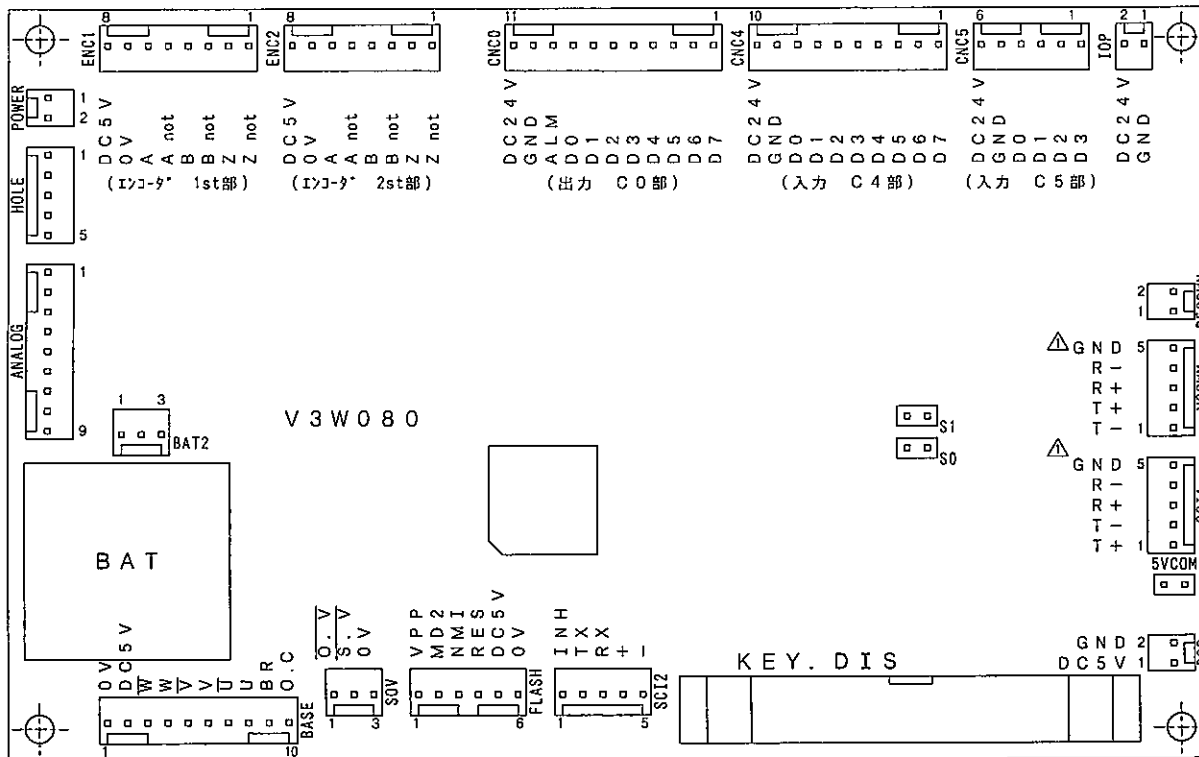 8 1 8 1 11 1 10 1 6 1 2 1
ENC1 ENC2 CNC0 CNC4 CNC5 IOP
DC5V
0V
A
A not
B
B not
Z
Z not
(エンコーダ 1st部)
DC5V
0V
A
A not
B
B not
Z
Z not
(エンコーダ 2st部)
DC24V
GND
ALM
D0
D1
D2
D3
D4
D5
D6
D7
(出力 C0部)
DC24V
GND
D0
D1
D2
D3
D4
D5
D6
D7
(入力 C4部)
DC24V
GND
D0
D1
D2
D3
(入力 C5部)
DC24V
GND
POWER
1
2
HOLE
1
5
ANALOG
1
9
1 3
BAT2
V3W080
S1
S0
2
1
1 GND 5
R-
R+
T+
T- 1
1 GND 5
R-
R+
T-
T+ 1
5VCOM
BAT
0V
DC5V
W
W
V
V
U
U
BR
O.C
BASE
1 10
O.V
S.V
0V
SOV
1 3
VPP
MD2
NMI
RES
DC5V
0V
FLASH
1 6
INH
TX
RX
+
-
SCI2
1 5
KEY.DIS
GND 2
DC5V 1